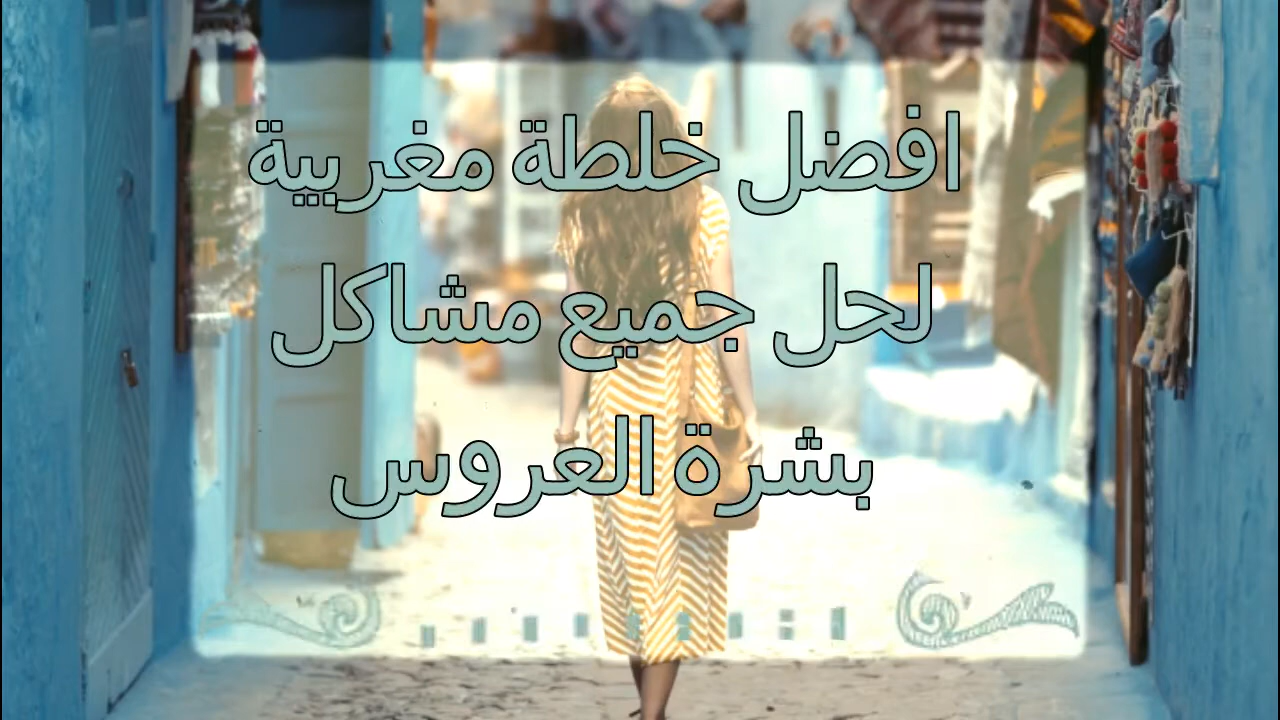 افضل خلطة مغربية
لحل جميع مشاكل
بشرة العروس